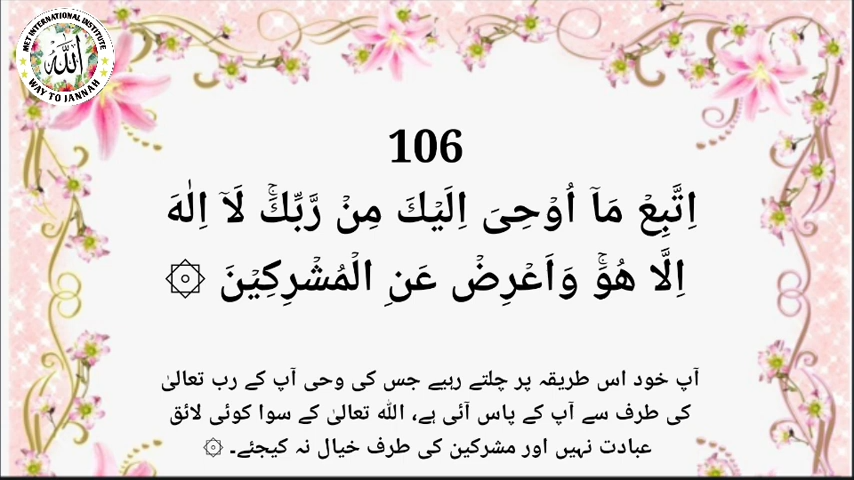 MET INTERNATIONAL INSTITUTE
الله
WAY TO JANNAH
106
اِتَّبِعۡ مَاۤ اُوۡحِىَ اِلَيۡكَ مِنۡ رَّبِّكَ‌ۚ لَاۤ اِلٰهَ
اِلَّا هُوَ‌ۚ وَاَعۡرِضۡ عَنِ الۡمُشۡرِكِيۡنَ ۞
آپ خود اس طریقہ پر چلتے رہیے جس کی وحی آپ کے رب تعالیٰ
کی طرف سے آپ کے پاس آئی ہے، اللہ تعالیٰ کے سوا کوئی لائق
عبادت نہیں اور مشرکین کی طرف خیال نہ کیجئے۔ ۞